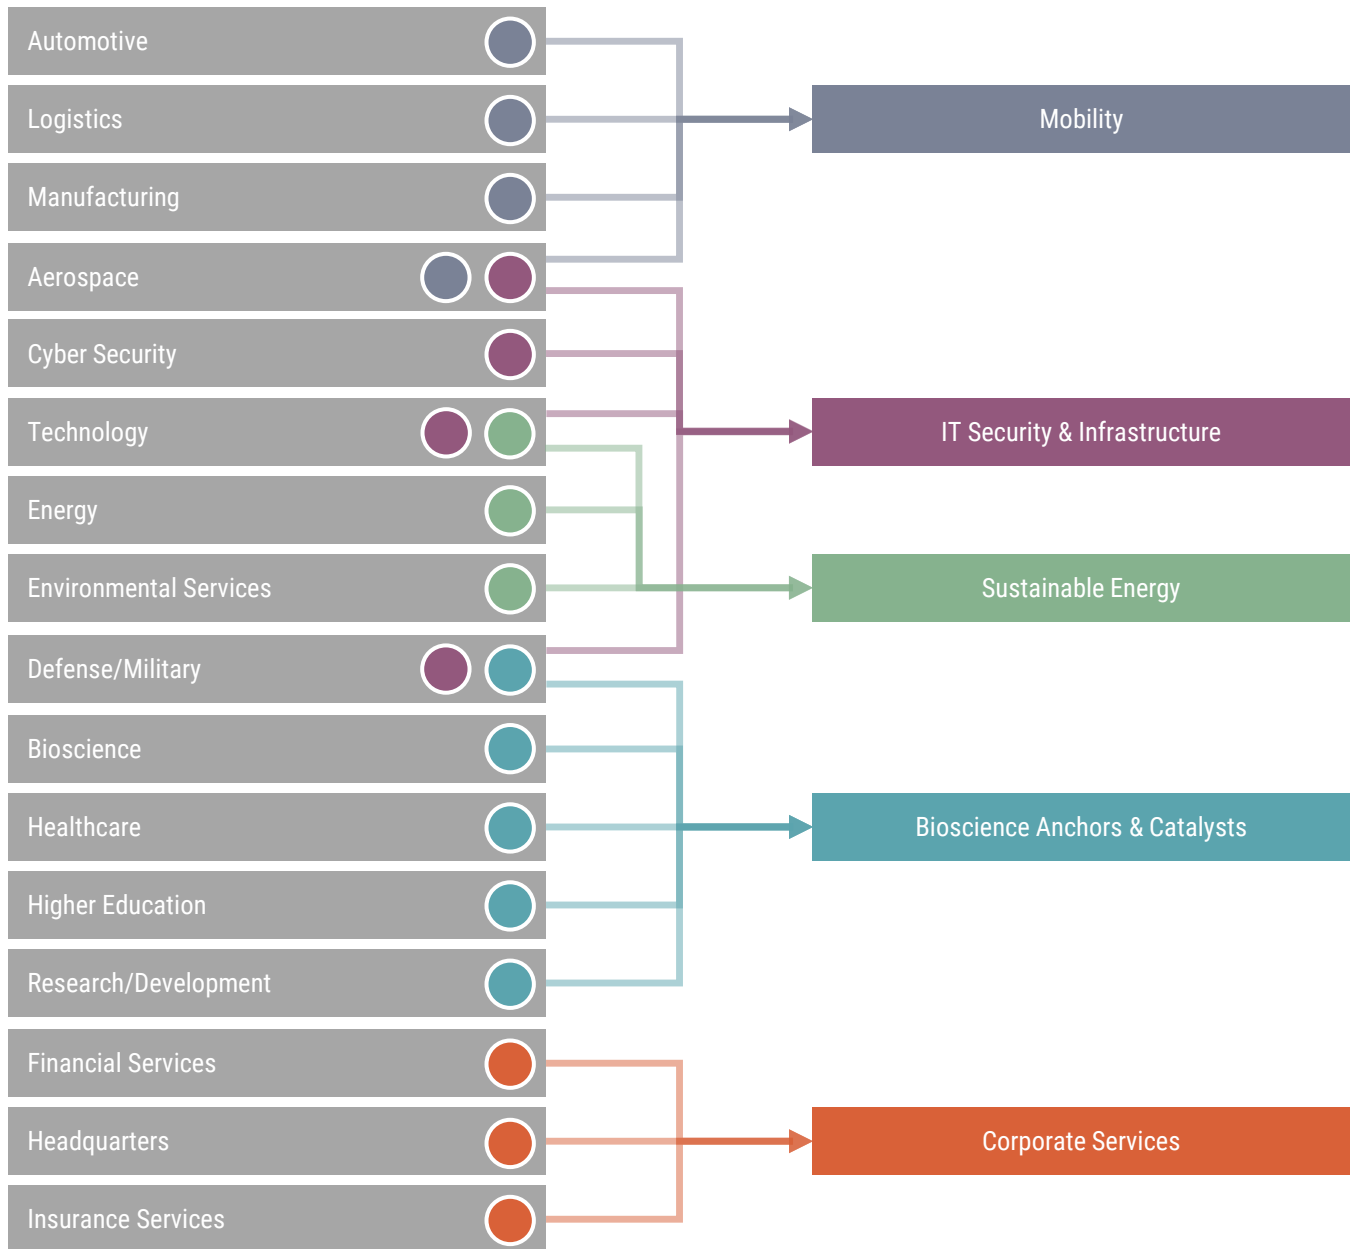 Automotive
Logistics
Manufacturing
Aerospace
Cyber Security
Technology
Energy
Environmental Services
Defense/Military
Bioscience
Healthcare
Higher Education
Research/Development
Financial Services
Headquarters
Insurance Services
Mobility
IT Security & Infrastructure
Sustainable Energy
Bioscience Anchors & Catalysts
Corporate Services